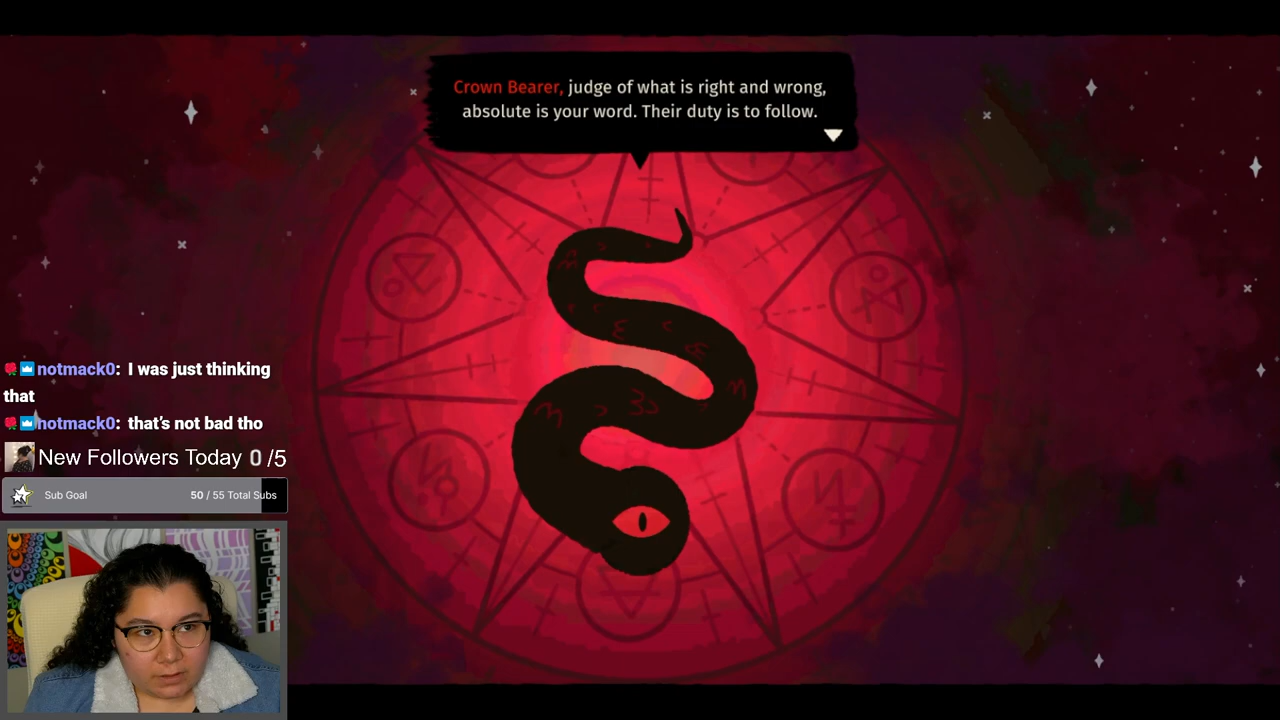 Crown Bearer, judge of what is right and wrong,
absolute is your word. Their duty is to follow.
notmack0: I was just thinking
that
notmack0: that's not bad tho
New Followers Today 0 /5
Sub Goal 50 / 55 Total Subs